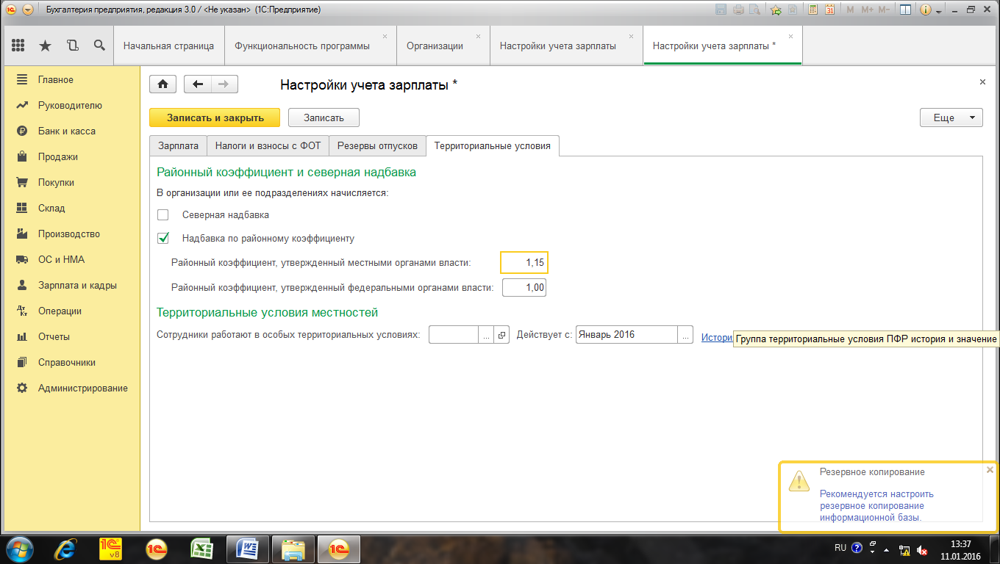 Бухгалтерия предприятия, редакция 3.0 / <Не указан> (1С:Предприятие)
31 M M+ M-
Начальная страница Функциональность программы Организации Настройки учета зарплаты Настройки учета зарплаты *
Главное
Руководителю
Банк и касса
Продажи
Покупки
Склад
Производство
ОС и НМА
Зарплата и кадры
Операции
Отчеты
Справочники
Администрирование
Настройки учета зарплаты *
Записать и закрыть Записать Еще
Зарплата Налоги и взносы с ФОТ Резервы отпусков Территориальные условия
Районный коэффициент и северная надбавка
В организации или ее подразделениях начисляется:
Северная надбавка
Надбавка по районному коэффициенту
Районный коэффициент, утвержденный местными органами власти: 1,15
Районный коэффициент, утвержденный федеральными органами власти: 1,00
Территориальные условия местностей
Сотрудники работают в особых территориальных условиях: ... Действует с: Январь 2016 ... Истори
Группа территориальные условия ПФР история и значение
Резервное копирование
Рекомендуется настроить
резервное копирование
информационной базы.
RU 13:37
11.01.2016